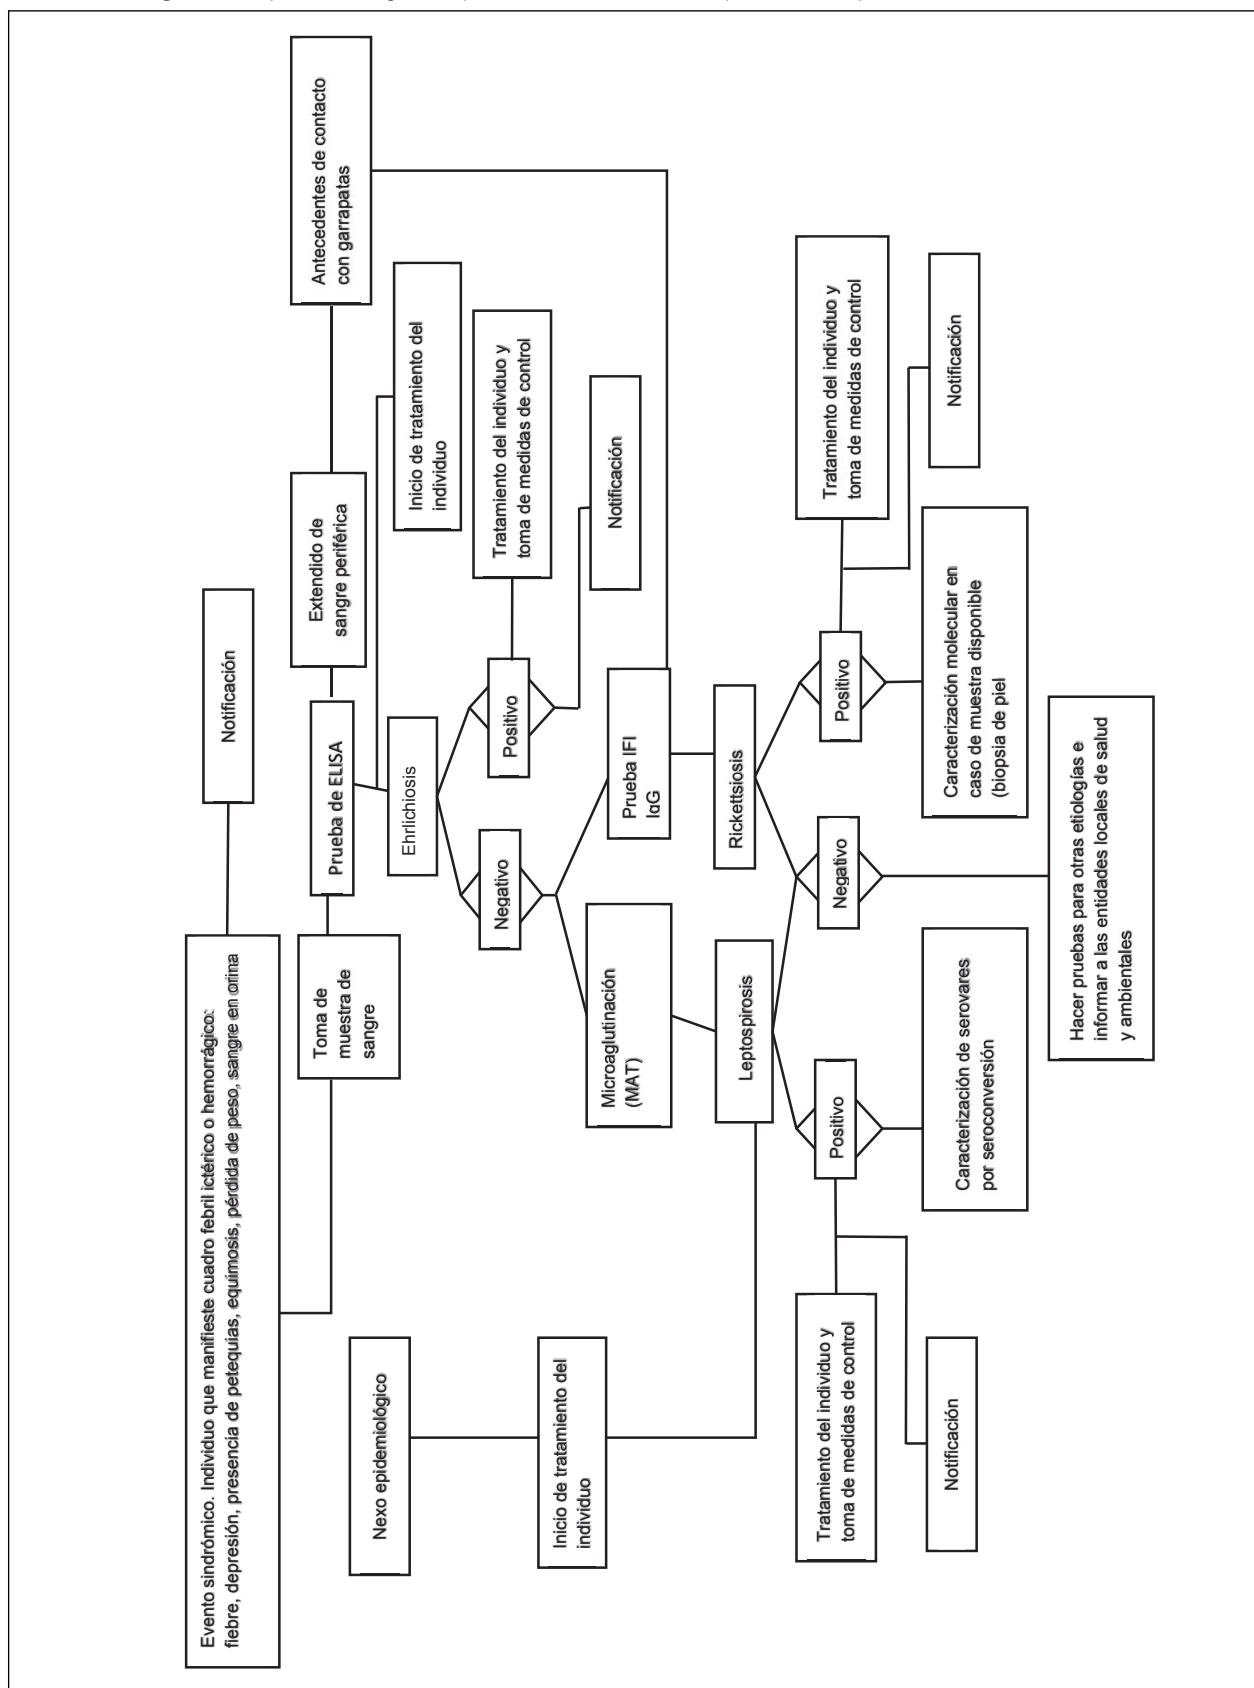 Evento sindrómico. Individuo que manifieste cuadro febril ictérico o hemorrágico:
fiebre, depresión, presencia de petequias, equimosis, pérdida de peso, sangre en orina
Notificación
Toma de
muestra de
sangre
Prueba de ELISA
Extendido de
sangre periférica
Antecedentes de contacto
con garrapatas
Nexo epidemiológico
Ehrlichiosis
Inicio de tratamiento del
individuo
Negativo
Positivo
Tratamiento del individuo y
toma de medidas de control
Notificación
Inicio de tratamiento del
individuo
Microaglutinación
(MAT)
Prueba IFI
IgG
Leptospirosis
Rickettsiosis
Tratamiento del individuo y
toma de medidas de control
Positivo
Negativo
Positivo
Tratamiento del individuo y
toma de medidas de control
Notificación
Caracterización de serovares
por seroconversión
Caracterización molecular en
caso de muestra disponible
(biopsia de piel)
Notificación
Hacer pruebas para otras etiologías e
informar a las entidades locales de salud
y ambientales